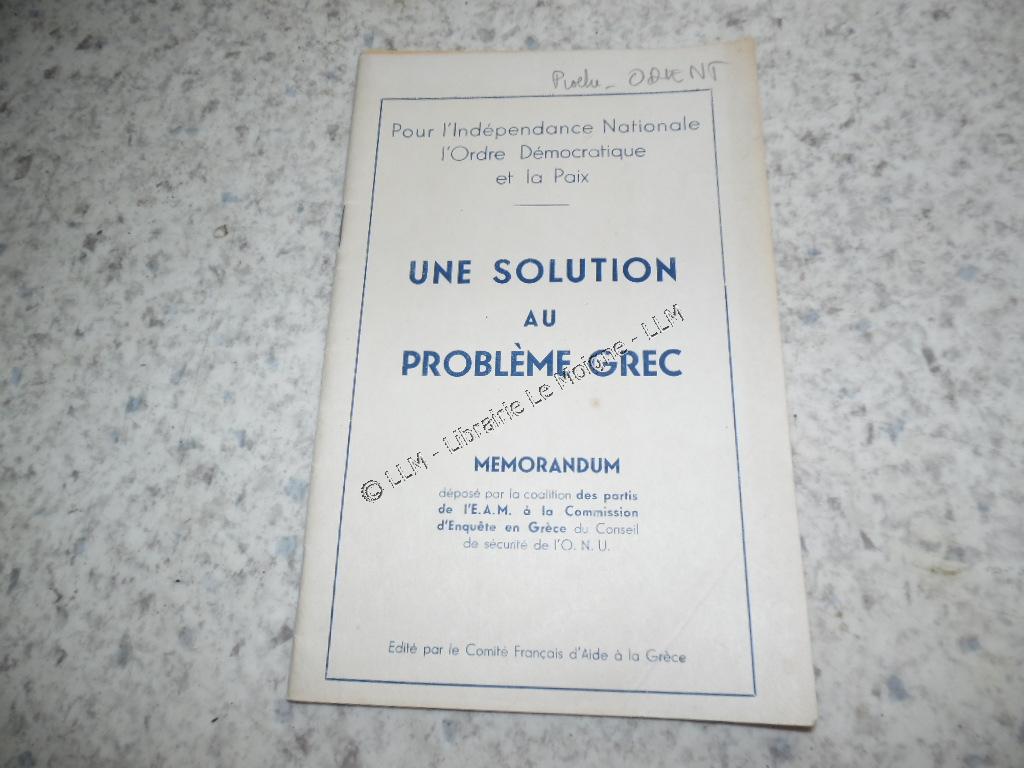 Proche - ORIENT
Pour l'Indépendance Nationale
l'Ordre Démocratique
et la Paix
UNE SOLUTION
AU
PROBLÈME GREC
© LLM - Librairie Le Moigne - LLM
MEMORANDUM
déposé par la coalition des partis
de l'E.A.M. à la Commission
d'Enquête en Grèce du Conseil
de sécurité de l'O. N. U.
Edité par le Comité Français d'Aide à la Grèce